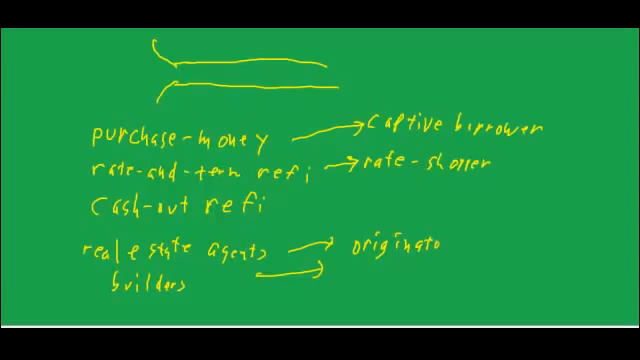 purchase-money → captive borrower
rate-and-term refi → rate-shopper
cash-out refi
real estate agents → originato
builders →